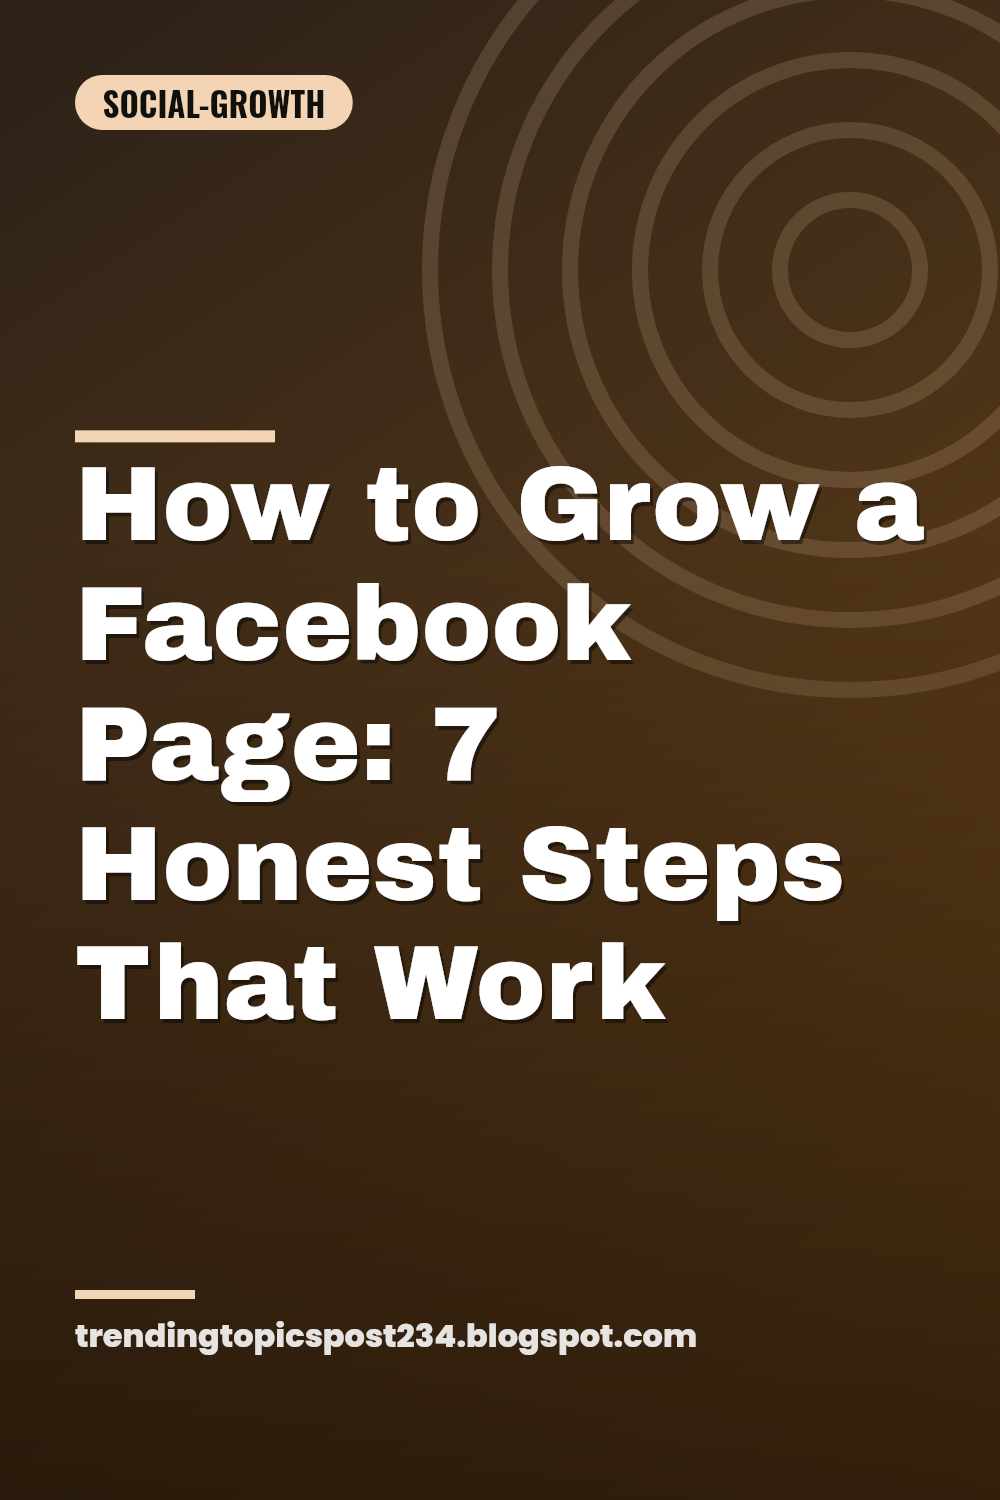 SOCIAL-GROWTH
How to Grow a
Facebook
Page: 7
Honest Steps
That Work
trendingtopicspost234.blogspot.com